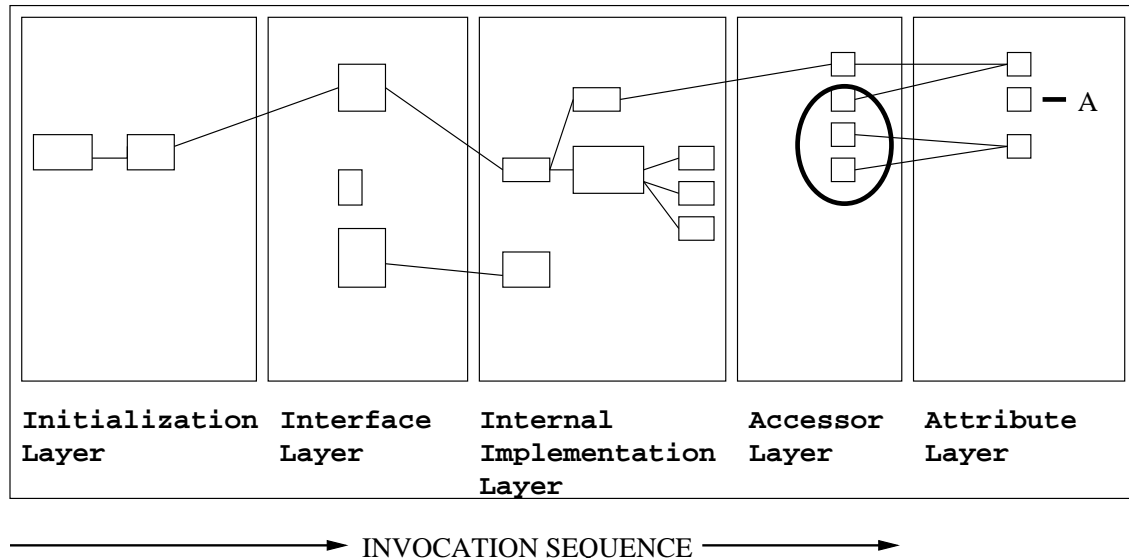 A
Initialization Layer
Interface Layer
Internal Implementation Layer
Accessor Layer
Attribute Layer
INVOCATION SEQUENCE